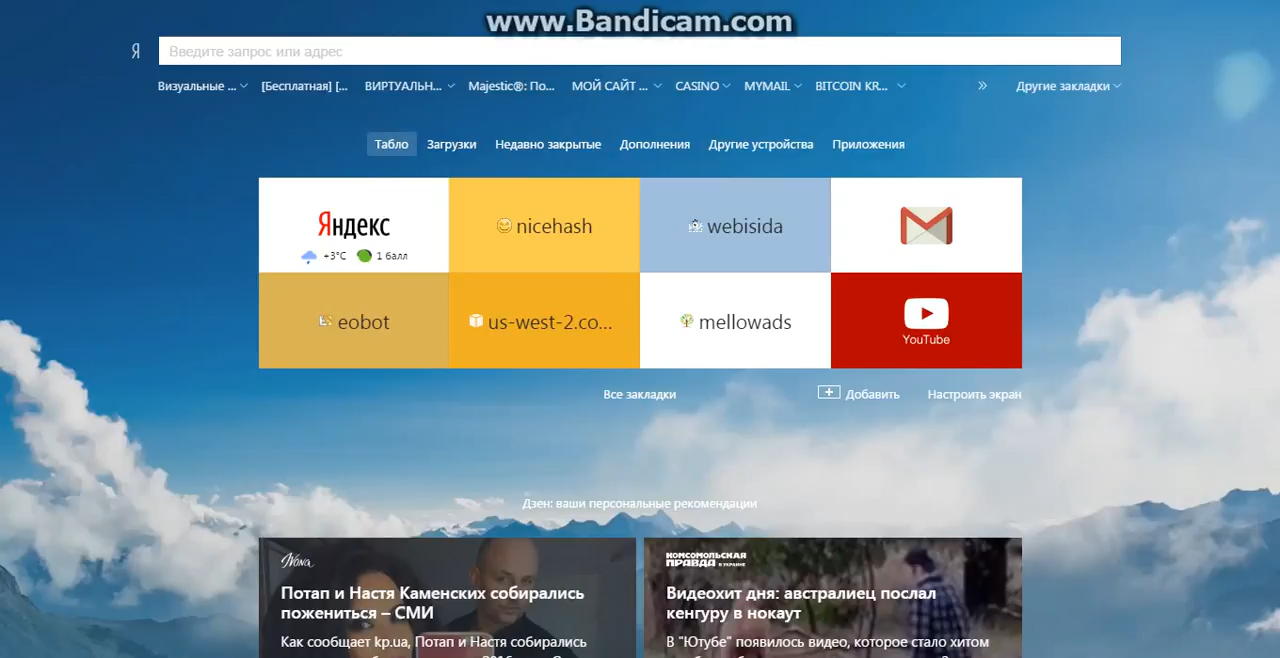 www.Bandicam.com
Я Введите запрос или адрес
Визуальные ... [Бесплатная] [... ВИРТУАЛЬН... Majestic®: По... МОЙ САЙТ ... CASINO MYMAIL BITCOIN KR... » Другие закладки
Табло Загрузки Недавно закрытые Дополнения Другие устройства Приложения
Яндекс
+3°C 1 балл
nicehash
webisida
eobot
us-west-2.co...
mellowads
YouTube
Все закладки Добавить Настроить экран
Дзен: ваши персональные рекомендации
Ivona
Потап и Настя Каменских собирались
пожениться – СМИ
Как сообщает kp.ua, Потап и Настя собирались
КОМСОМОЛЬСКАЯ
ПРАВДА В УКРАИНЕ
Видеохит дня: австралиец послал
кенгуру в нокаут
В "Ютубе" появилось видео, которое стало хитом